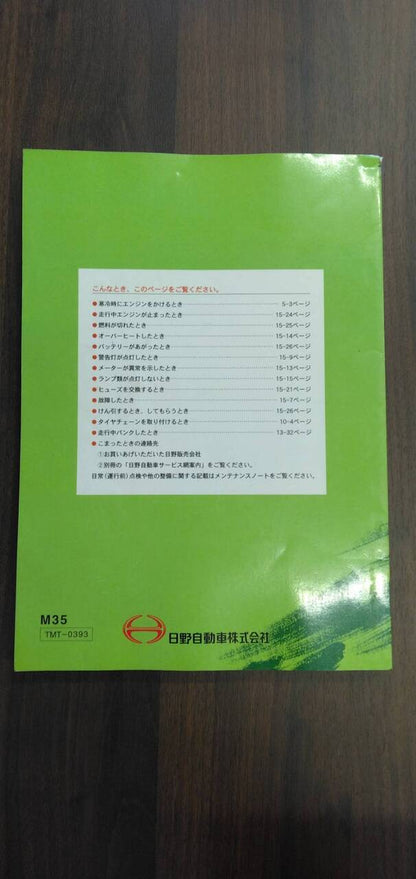 こんなとき、このページをご覧ください。
●寒冷時にエンジンをかけるとき 5-3ページ
●走行中エンジンが止まったとき 15-24ページ
●燃料が切れたとき 15-25ページ
●オーバーヒートしたとき 15-14ページ
●バッテリーがあがったとき 15-26ページ
●警告灯が点灯したとき 15-9ページ
●メーターが異常を示したとき 15-13ページ
●ランプ類が点灯しないとき 15-15ページ
●ヒューズを交換するとき 15-21ページ
●故障したとき 15-7ページ
●けん引するとき、してもらうとき 15-28ページ
●タイヤチェーンを取り付けるとき 10-4ページ
●走行中パンクしたとき 13-32ページ
●こまったときの連絡先
①お買いあげいただいた日野販売会社
②別冊の「日野自動車サービス網案内」をご覧ください。
日常(運行前)点検や他の整備に関する記載はメンテナンスノートをご覧ください。
M35
TMT-0393
日野自動車株式会社